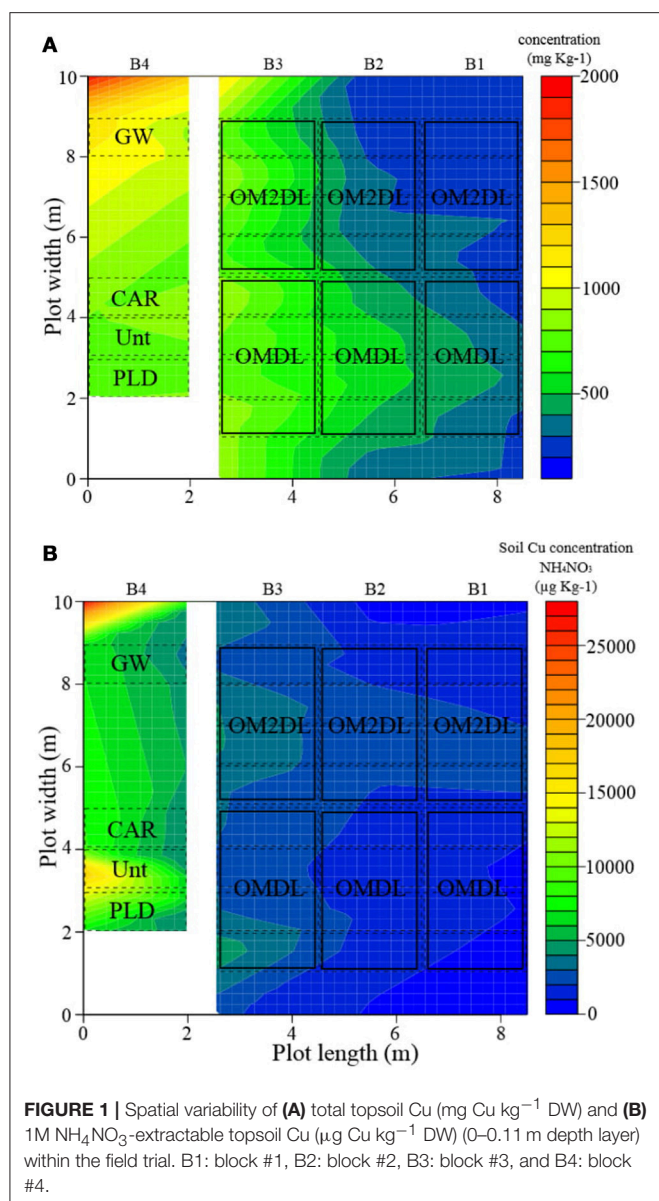 A
B4 B3 B2 B1
concentration
(mg Kg-1)
10
8
6
4
2
0
Plot width (m)
GW
CAR
Unt
PLD
OM2DL OM2DL OM2DL
OMDL OMDL OMDL
0 2 4 6 8
2000
1500
1000
500
B
B4 B3 B2 B1
Soil Cu concentration
NH₄NO₃
(µg Kg-1)
10
8
6
4
2
0
Plot width (m)
GW
CAR
Unt
PLD
OM2DL OM2DL OM2DL
OMDL OMDL OMDL
0 2 4 6 8
Plot length (m)
25000
20000
15000
10000
5000
0
FIGURE 1 | Spatial variability of (A) total topsoil Cu (mg Cu kg⁻¹ DW) and (B)
1M NH₄NO₃-extractable topsoil Cu (µg Cu kg⁻¹ DW) (0–0.11 m depth layer)
within the field trial. B1: block #1, B2: block #2, B3: block #3, and B4: block
#4.